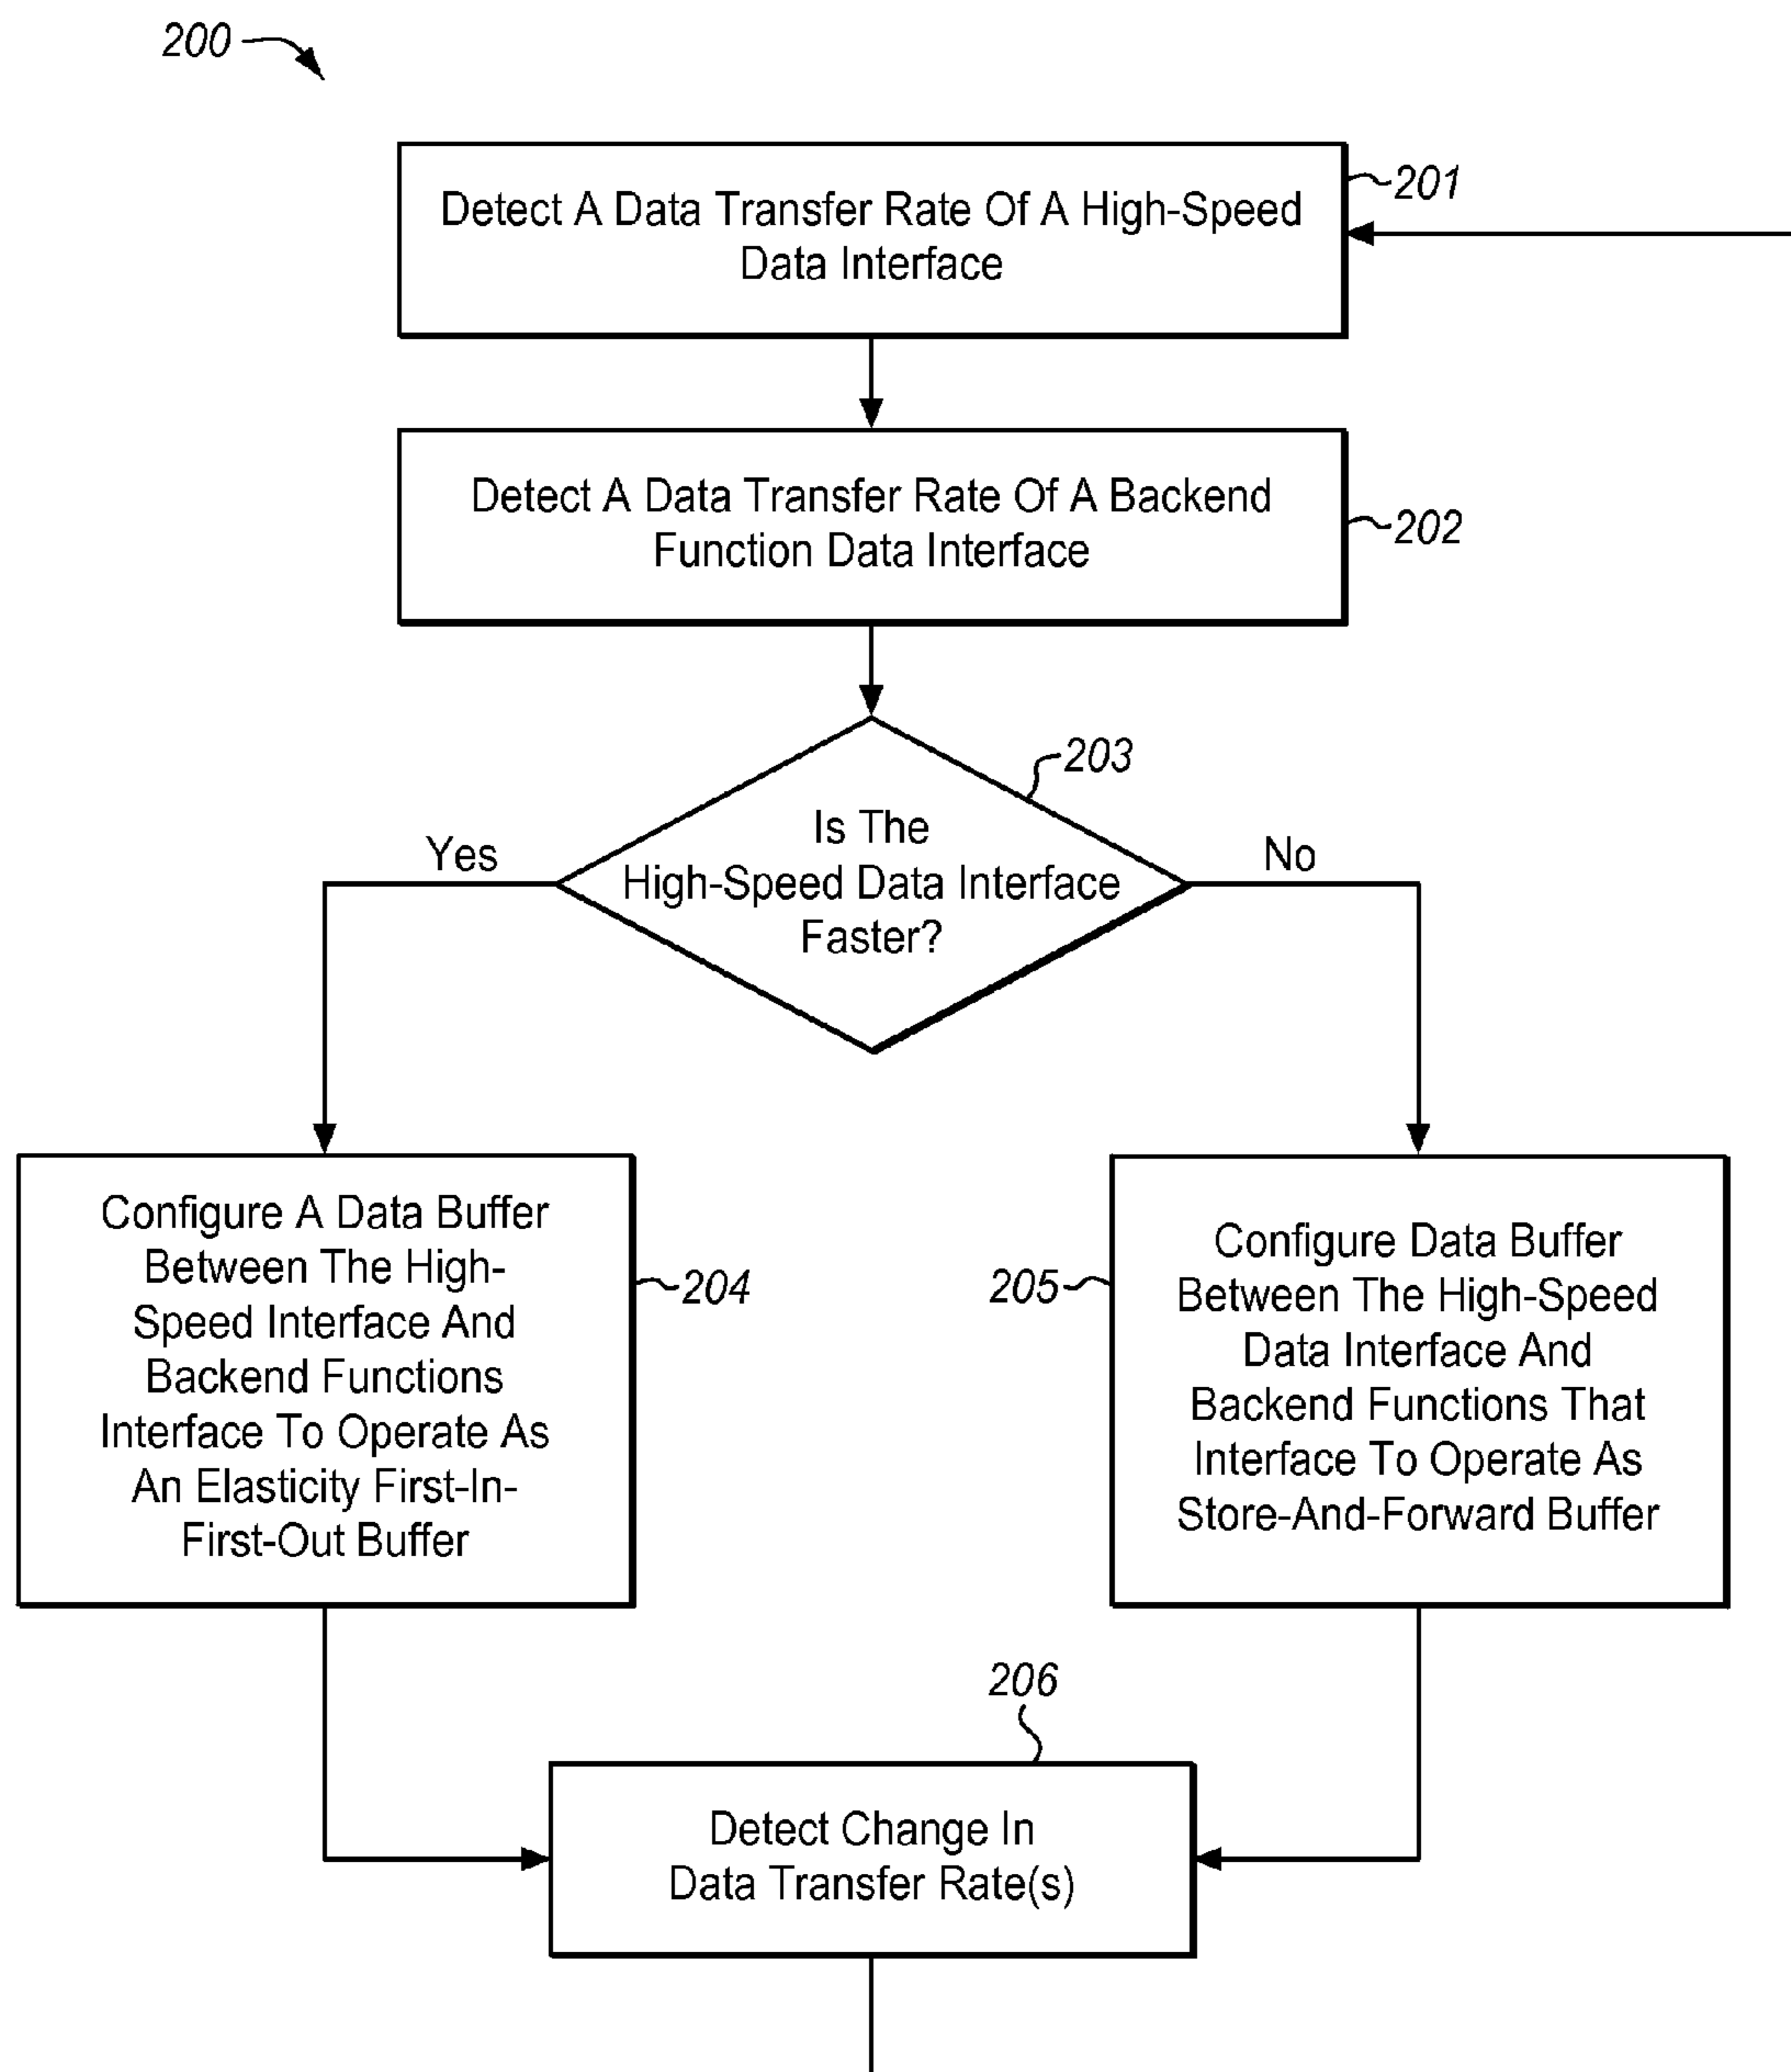 200
Detect A Data Transfer Rate Of A High-Speed
Data Interface
201
Detect A Data Transfer Rate Of A Backend
Function Data Interface
202
203
Is The
High-Speed Data Interface
Faster?
Yes
No
Configure A Data Buffer
Between The High-
Speed Interface And
Backend Functions
Interface To Operate As
An Elasticity First-In-
First-Out Buffer
204
205
Configure Data Buffer
Between The High-Speed
Data Interface And
Backend Functions That
Interface To Operate As
Store-And-Forward Buffer
206
Detect Change In
Data Transfer Rate(s)